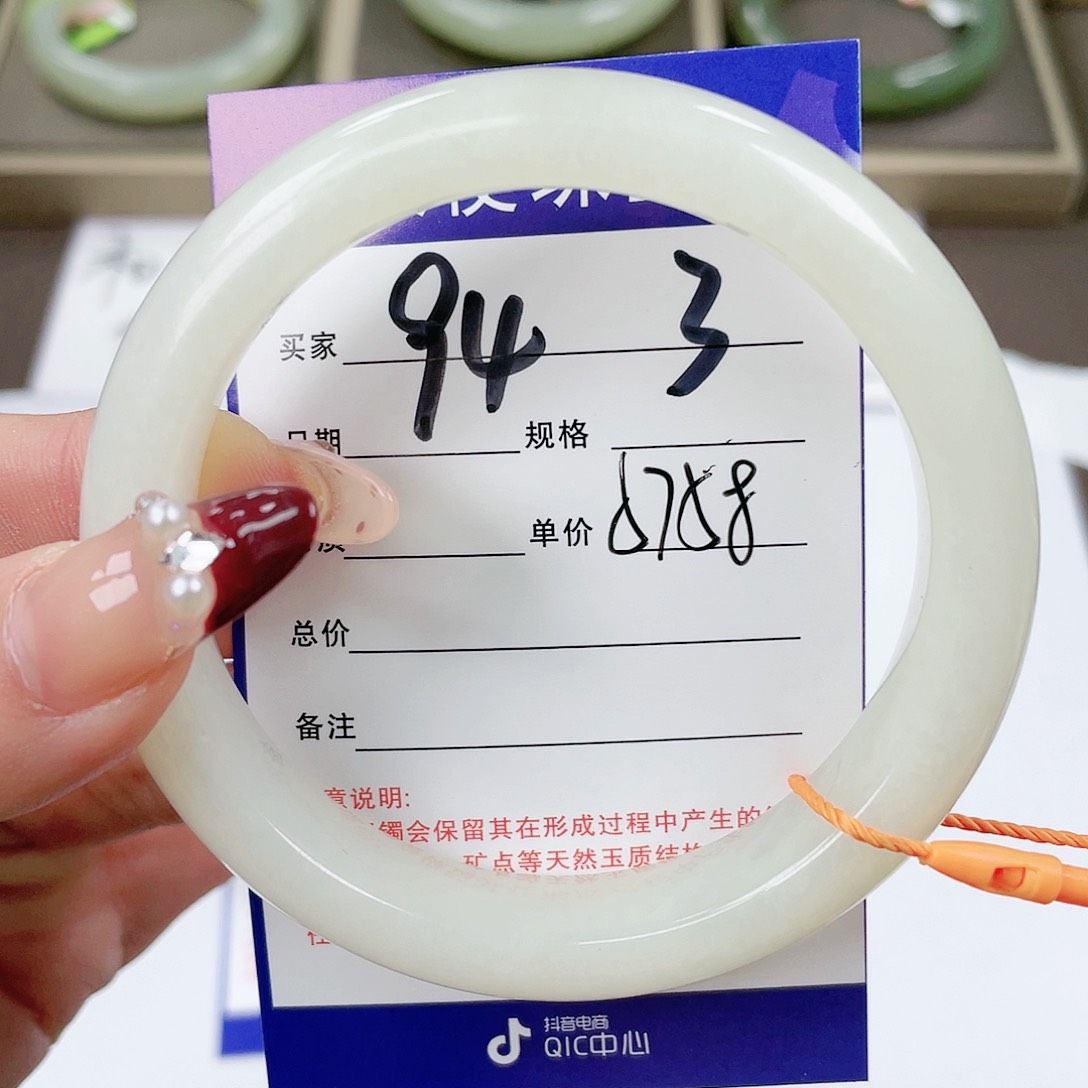 买家 94 3
日期 规格
质 单价
总价
备注
意说明:
镯会保留其在形成过程中产生的
矿点等天然玉质结构
抖音电商
QIC中心